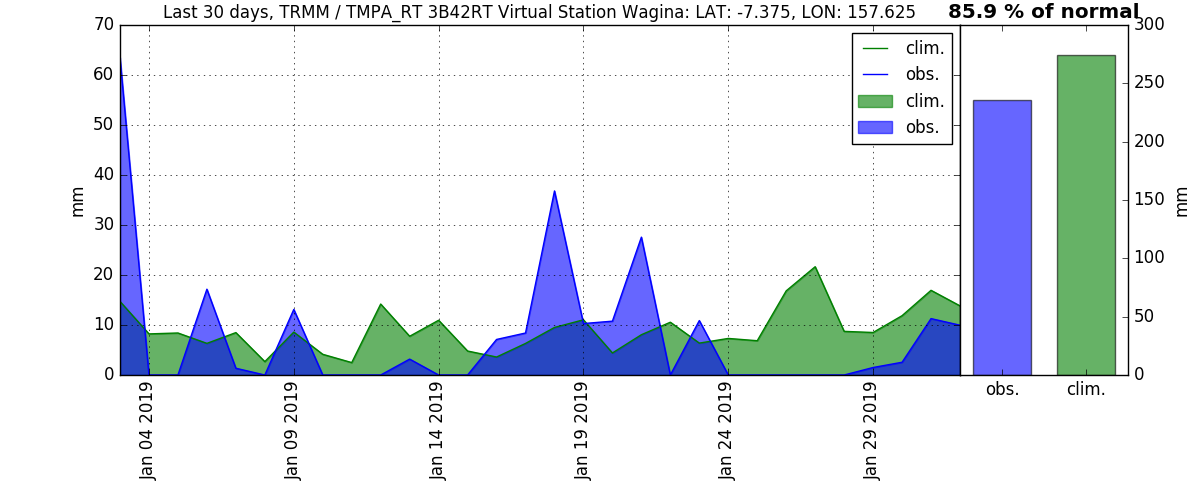 Last 30 days, TRMM / TMPA_RT 3B42RT Virtual Station Wagina: LAT: -7.375, LON: 157.625
85.9 % of normal
70
60
50
40
30
20
10
0
mm
clim.
obs.
clim.
obs.
Jan 04 2019
Jan 09 2019
Jan 14 2019
Jan 19 2019
Jan 24 2019
Jan 29 2019
300
250
200
150
100
50
0
mm
obs.
clim.